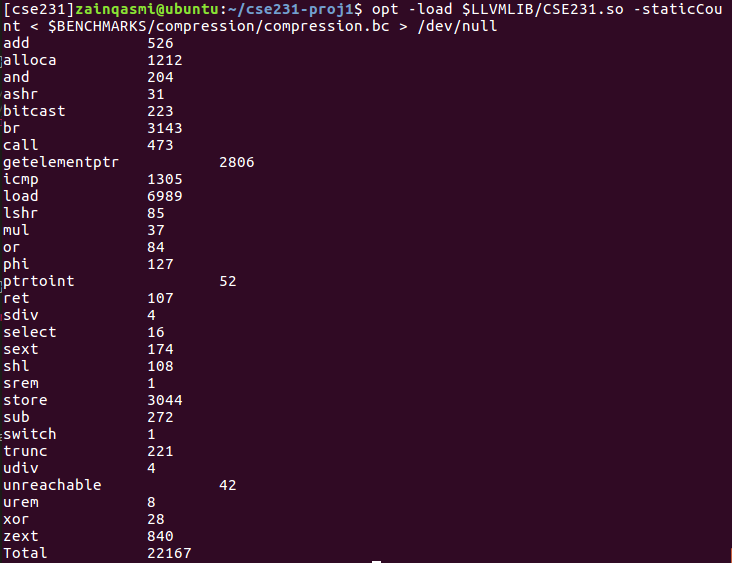 [cse231]zainqasmi@ubuntu:~/cse231-proj1$ opt -load $LLVMLIB/CSE231.so -staticCou
nt < $BENCHMARKS/compression/compression.bc > /dev/null
add 526
alloca 1212
and 204
ashr 31
bitcast 223
br 3143
call 473
getelementptr 2806
icmp 1305
load 6989
lshr 85
mul 37
or 84
phi 127
ptrtoint 52
ret 107
sdiv 4
select 16
sext 174
shl 108
srem 1
store 3044
sub 272
switch 1
trunc 221
udiv 4
unreachable 42
urem 8
xor 28
zext 840
Total 22167